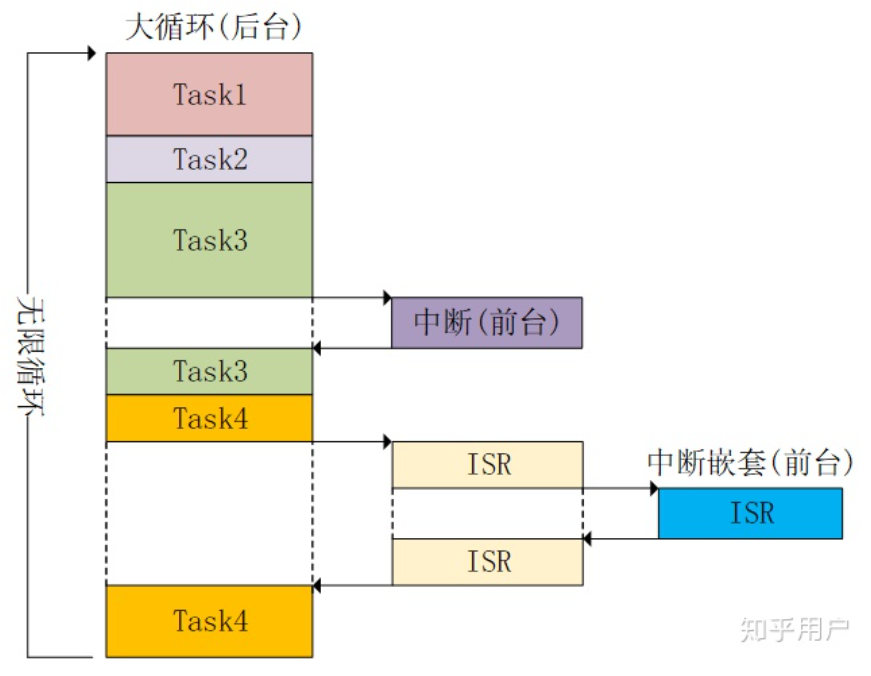 大循环(后台)
Task1
Task2
Task3
无限循环
中断(前台)
Task3
Task4
ISR
中断嵌套(前台)
ISR
ISR
Task4
知乎用户